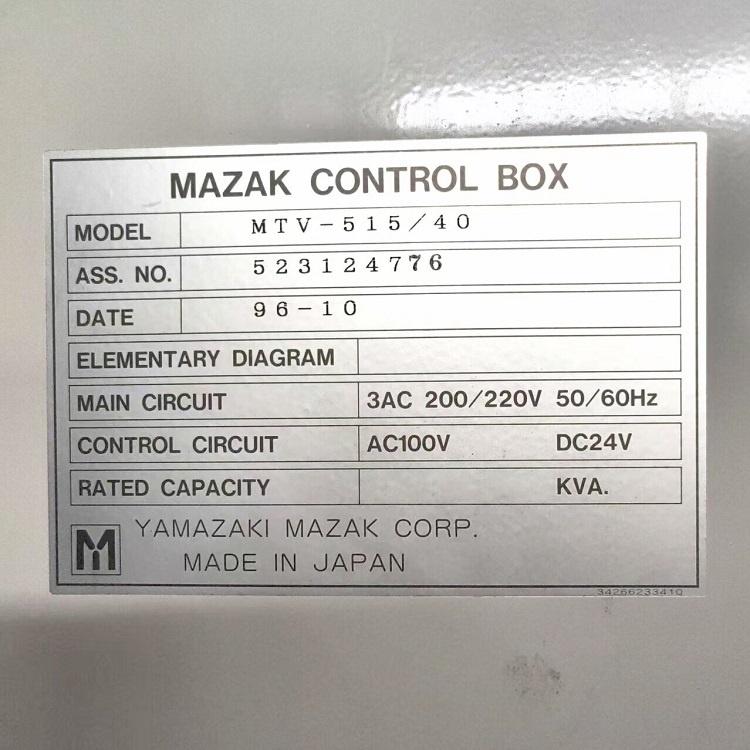 MAZAK CONTROL BOX
MODEL MTV-515/40
ASS. NO. 523124776
DATE 96-10
ELEMENTARY DIAGRAM
MAIN CIRCUIT 3AC 200/220V 50/60Hz
CONTROL CIRCUIT AC100V DC24V
RATED CAPACITY KVA.
M YAMAZAKI MAZAK CORP.
MADE IN JAPAN
34266233410